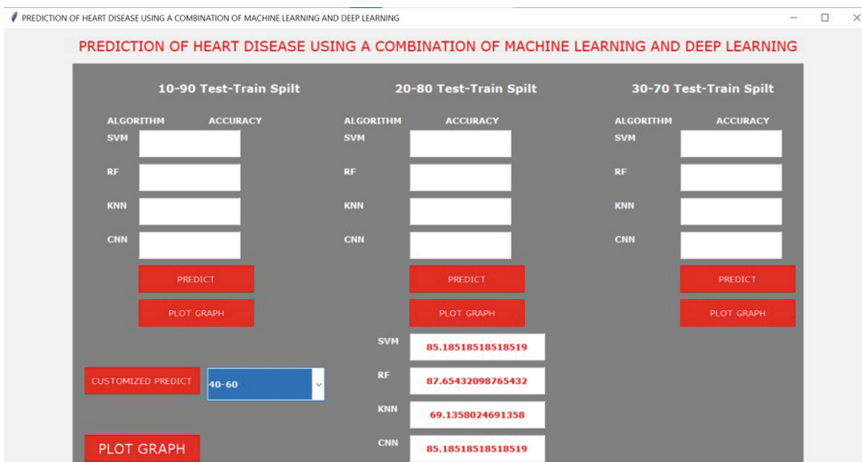 PREDICTION OF HEART DISEASE USING A COMBINATION OF MACHINE LEARNING AND DEEP LEARNING
PREDICTION OF HEART DISEASE USING A COMBINATION OF MACHINE LEARNING AND DEEP LEARNING
10-90 Test-Train Spilt 20-80 Test-Train Spilt 30-70 Test-Train Spilt
ALGORITHM ACCURACY ALGORITHM ACCURACY ALGORITHM ACCURACY
SVM SVM SVM
RF RF RF
KNN KNN KNN
CNN CNN CNN
PREDICT PREDICT PREDICT
PLOT GRAPH PLOT GRAPH PLOT GRAPH
SVM 85.18518518518519
CUSTOMIZED PREDICT 40-60 RF 87.65432098765432
KNN 69.1358024691358
PLOT GRAPH CNN 85.18518518518519